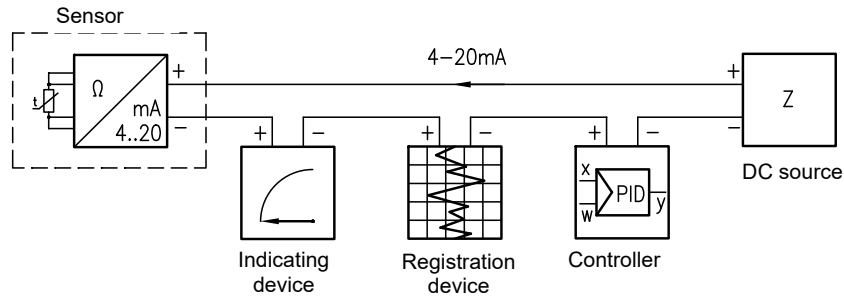 Sensor
4–20mA
+
+
Ω
t
mA
4..20
Z
−
−
+
−
+
−
+
−
DC source
x
PID
w
y
Indicating
device
Registration
device
Controller